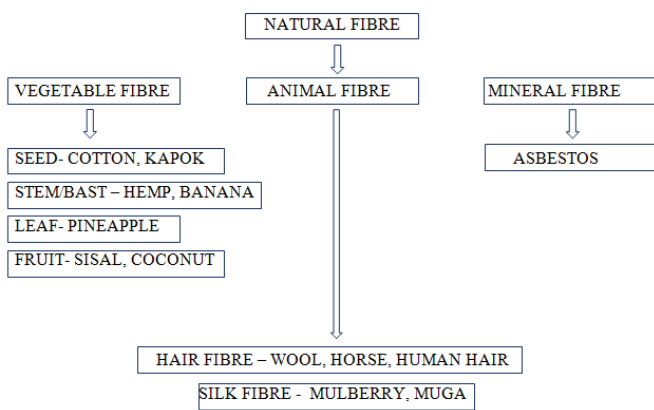 NATURAL FIBRE
VEGETABLE FIBRE
ANIMAL FIBRE
MINERAL FIBRE
SEED- COTTON, KAPOK
ASBESTOS
STEM/BAST – HEMP, BANANA
LEAF- PINEAPPLE
FRUIT- SISAL, COCONUT
HAIR FIBRE – WOOL, HORSE, HUMAN HAIR
SILK FIBRE - MULBERRY, MUGA